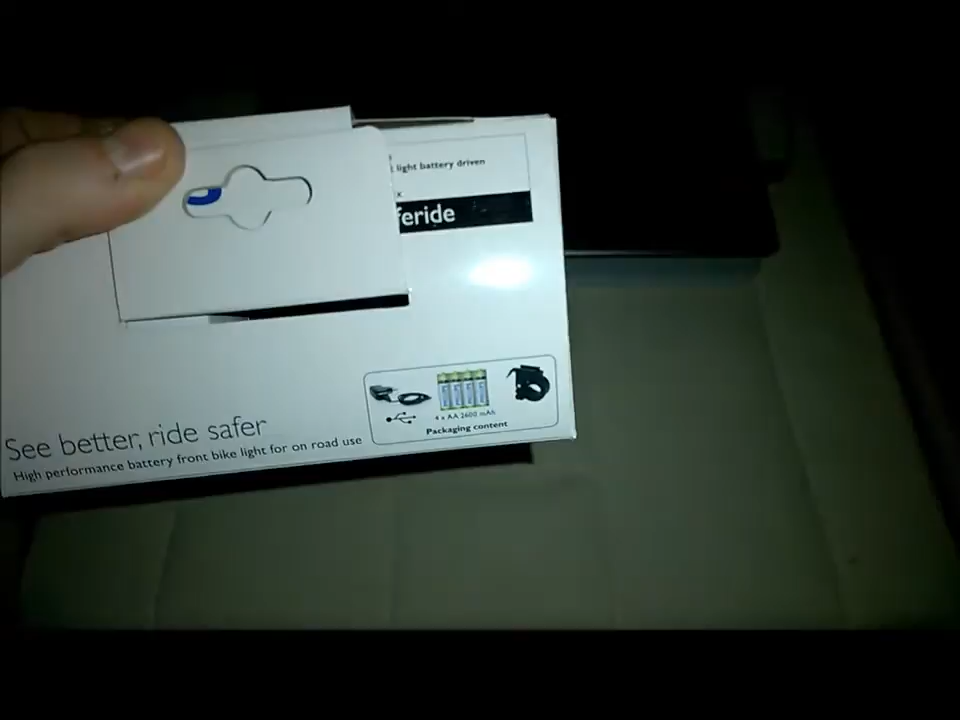 light battery driven
x
feride
See better, ride safer
High performance battery front bike light for on road use
4 x AA 2600 mAh
Packaging content